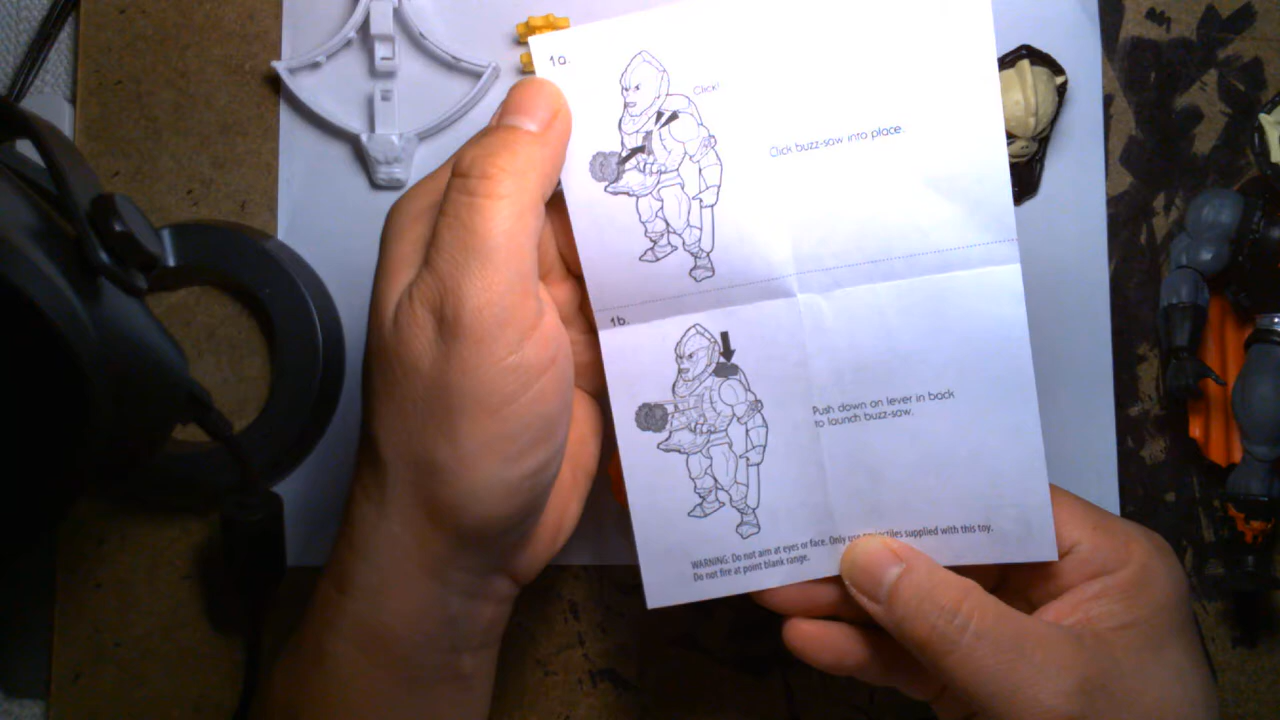 1a.
Click!
Click buzz-saw into place.
1b.
Push down on lever in back
to launch buzz-saw.
WARNING: Do not aim at eyes or face. Only use supplied with this toy.
Do not fire at point blank range.